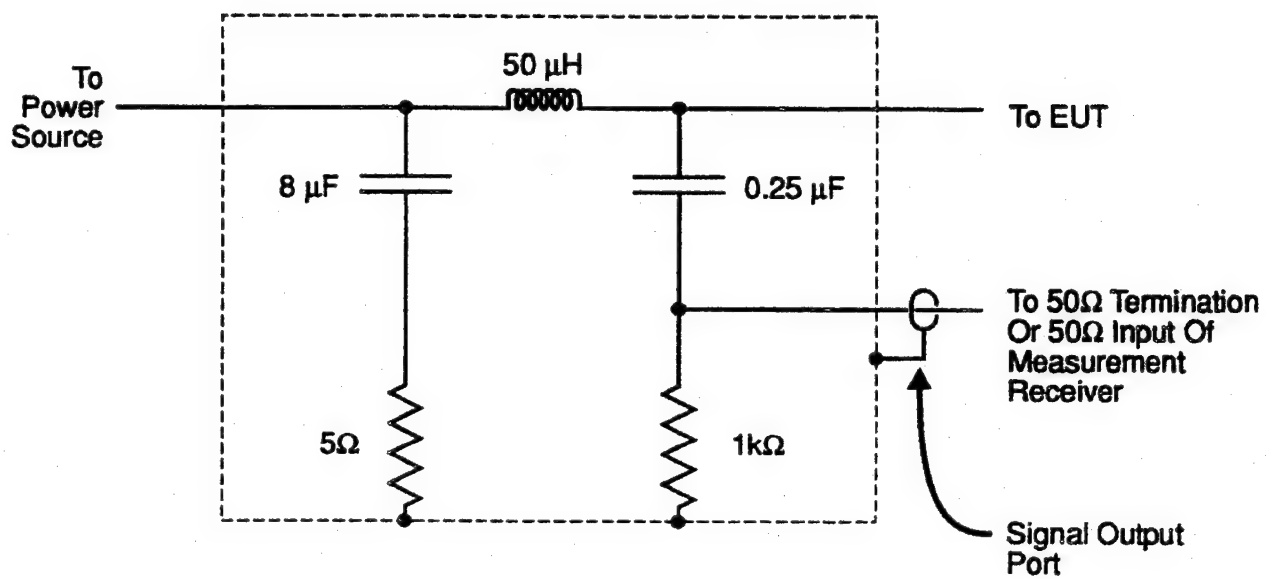 50 µH
To
Power
Source
To EUT
8 µF
0.25 µF
To 50Ω Termination
Or 50Ω Input Of
Measurement
Receiver
5Ω
1kΩ
Signal Output
Port